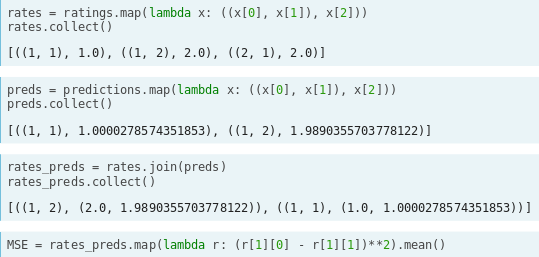 rates = ratings.map(lambda x: ((x[0], x[1]), x[2]))
rates.collect()
[((1, 1), 1.0), ((1, 2), 2.0), ((2, 1), 2.0)]
preds = predictions.map(lambda x: ((x[0], x[1]), x[2]))
preds.collect()
[((1, 1), 1.0000278574351853), ((1, 2), 1.9890355703778122)]
rates_preds = rates.join(preds)
rates_preds.collect()
[((1, 2), (2.0, 1.9890355703778122)), ((1, 1), (1.0, 1.0000278574351853))]
MSE = rates_preds.map(lambda r: (r[1][0] - r[1][1])**2).mean()